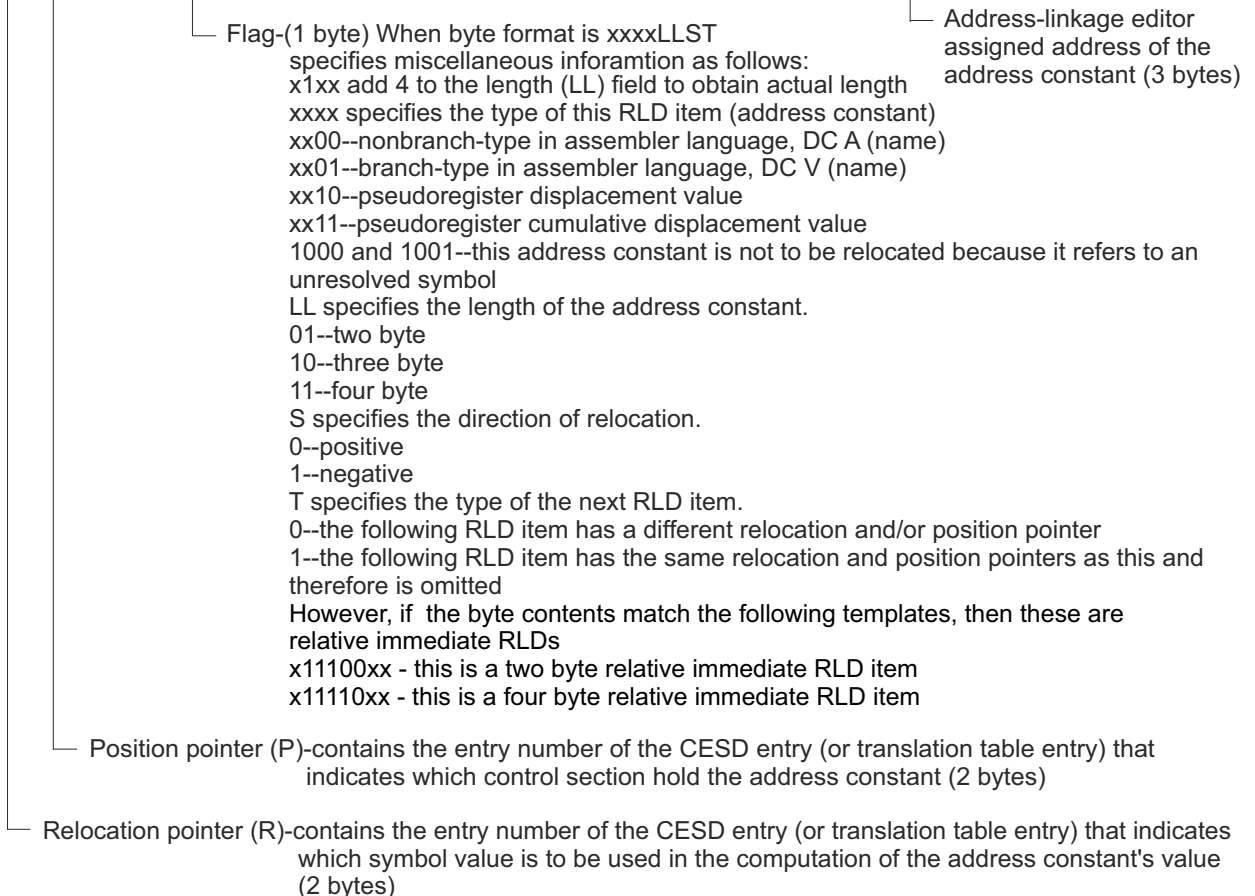 Flag-(1 byte) When byte format is xxxxLLST
specifies miscellaneous inforamtion as follows:
x1xx add 4 to the length (LL) field to obtain actual length
xxxx specifies the type of this RLD item (address constant)
xx00--nonbranch-type in assembler language, DC A (name)
xx01--branch-type in assembler language, DC V (name)
xx10--pseudoregister displacement value
xx11--pseudoregister cumulative displacement value
1000 and 1001--this address constant is not to be relocated because it refers to an
unresolved symbol
LL specifies the length of the address constant.
01--two byte
10--three byte
11--four byte
S specifies the direction of relocation.
0--positive
1--negative
T specifies the type of the next RLD item.
0--the following RLD item has a different relocation and/or position pointer
1--the following RLD item has the same relocation and position pointers as this and
therefore is omitted
However, if the byte contents match the following templates, then these are
relative immediate RLDs
x11100xx - this is a two byte relative immediate RLD item
x11110xx - this is a four byte relative immediate RLD item
Address-linkage editor
assigned address of the
address constant (3 bytes)
Position pointer (P)-contains the entry number of the CESD entry (or translation table entry) that
indicates which control section hold the address constant (2 bytes)
Relocation pointer (R)-contains the entry number of the CESD entry (or translation table entry) that indicates
which symbol value is to be used in the computation of the address constant's value
(2 bytes)